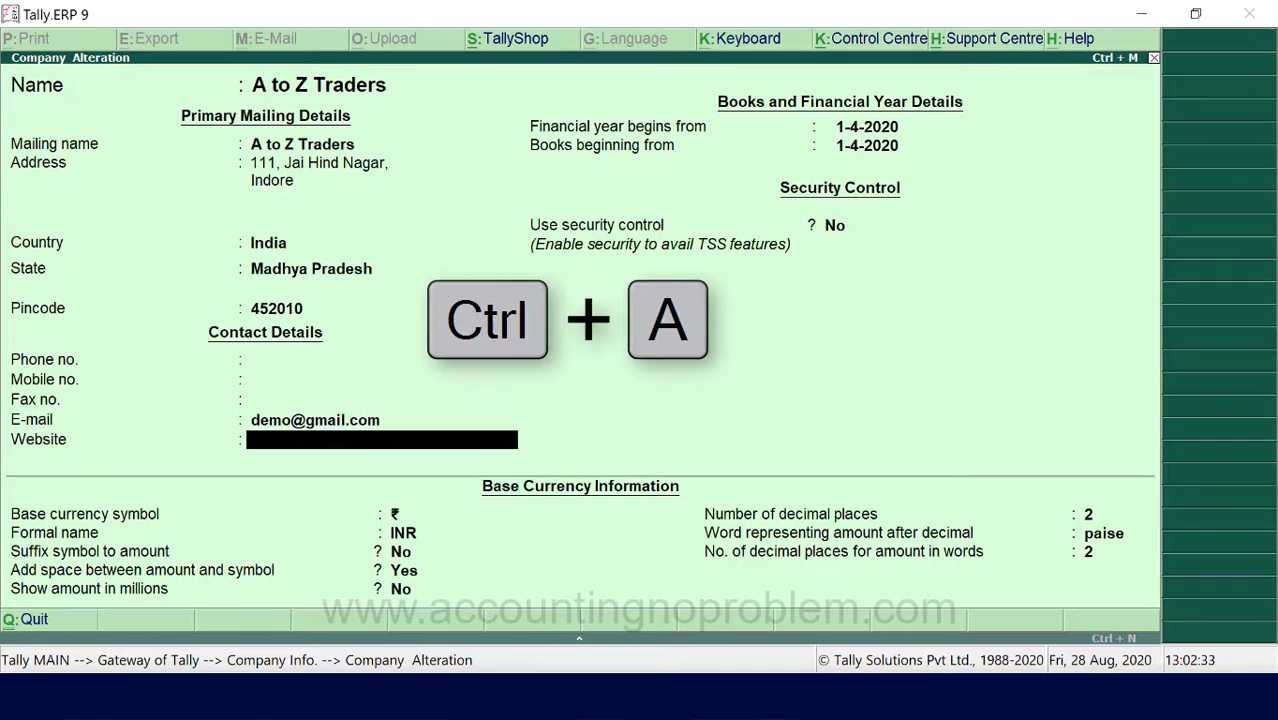 Tally.ERP 9
P:Print E:Export M:E-Mail O:Upload S:TallyShop G:Language K:Keyboard K:Control Centre H:Support Centre H:Help
Company Alteration Ctrl + M
Name : A to Z Traders
Primary Mailing Details
Mailing name : A to Z Traders
Address : 111, Jai Hind Nagar,
Indore
Country : India
State : Madhya Pradesh
Pincode : 452010
Contact Details
Phone no. :
Mobile no. :
Fax no. :
E-mail : demo@gmail.com
Website :
Books and Financial Year Details
Financial year begins from : 1-4-2020
Books beginning from : 1-4-2020
Security Control
Use security control ? No
(Enable security to avail TSS features)
Ctrl + A
Base Currency Information
Base currency symbol : ₹
Formal name : INR
Suffix symbol to amount ? No
Add space between amount and symbol ? Yes
Show amount in millions ? No
Number of decimal places : 2
Word representing amount after decimal : paise
No. of decimal places for amount in words : 2
www.accountingnoproblem.com
Q:Quit
Ctrl + N
Tally MAIN --> Gateway of Tally --> Company Info. --> Company Alteration © Tally Solutions Pvt Ltd., 1988-2020 Fri, 28 Aug, 2020 13:02:33